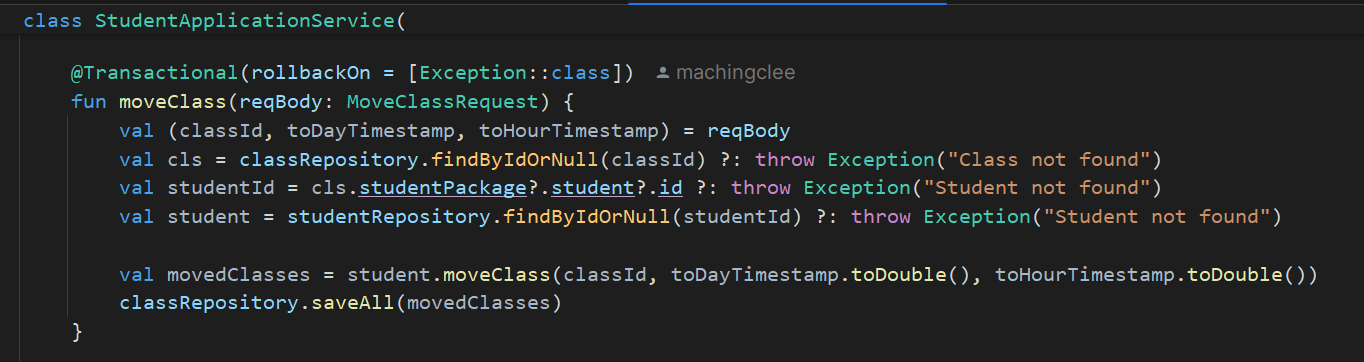 class StudentApplicationService(
@Transactional(rollbackOn = [Exception::class]) machingclee
fun moveClass(reqBody: MoveClassRequest) {
val (classId, toDayTimestamp, toHourTimestamp) = reqBody
val cls = classRepository.findByIdOrNull(classId) ?: throw Exception("Class not found")
val studentId = cls.studentPackage?.student?.id ?: throw Exception("Student not found")
val student = studentRepository.findByIdOrNull(studentId) ?: throw Exception("Student not found")
val movedClasses = student.moveClass(classId, toDayTimestamp.toDouble(), toHourTimestamp.toDouble())
classRepository.saveAll(movedClasses)
}